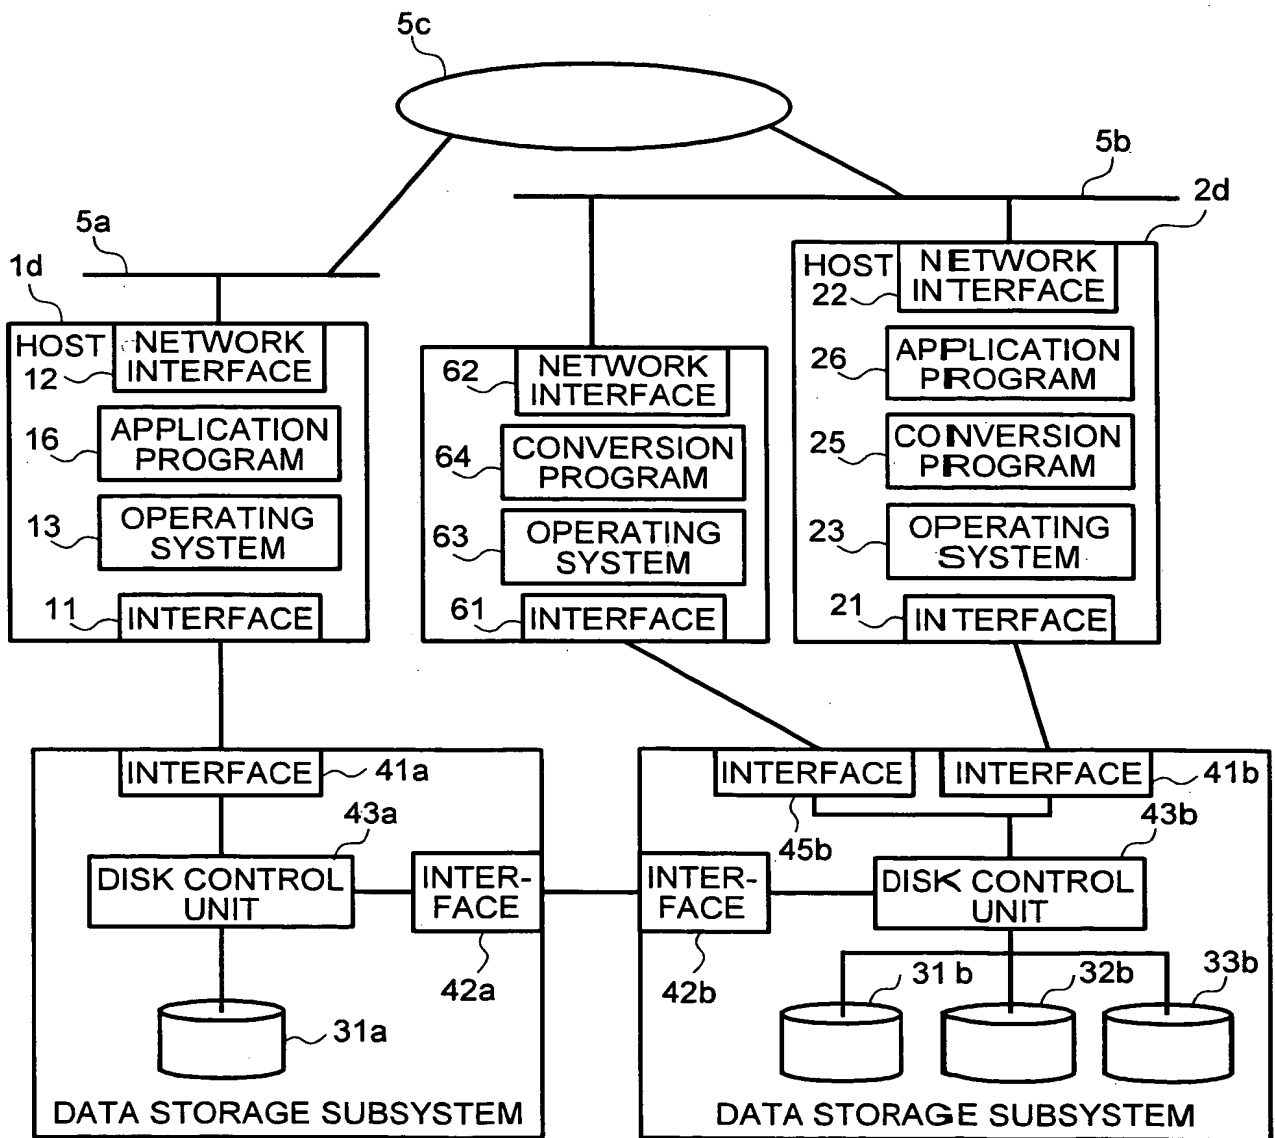 5c
5b
2d
5a
1d
HOST
NETWORK
INTERFACE
22
HOST
NETWORK
INTERFACE
12
62
NETWORK
INTERFACE
26
APPLICATION
PROGRAM
16
APPLICATION
PROGRAM
64
CONVERSION
PROGRAM
25
CONVERSION
PROGRAM
13
OPERATING
SYSTEM
63
OPERATING
SYSTEM
23
OPERATING
SYSTEM
11
INTERFACE
61
INTERFACE
21
INTERFACE
INTERFACE
41a
INTERFACE
INTERFACE
41b
43a
45b
43b
DISK CONTROL
UNIT
INTER-
FACE
INTER-
FACE
DISK CONTROL
UNIT
42a
42b
31b
32b
33b
31a
DATA STORAGE SUBSYSTEM
DATA STORAGE SUBSYSTEM